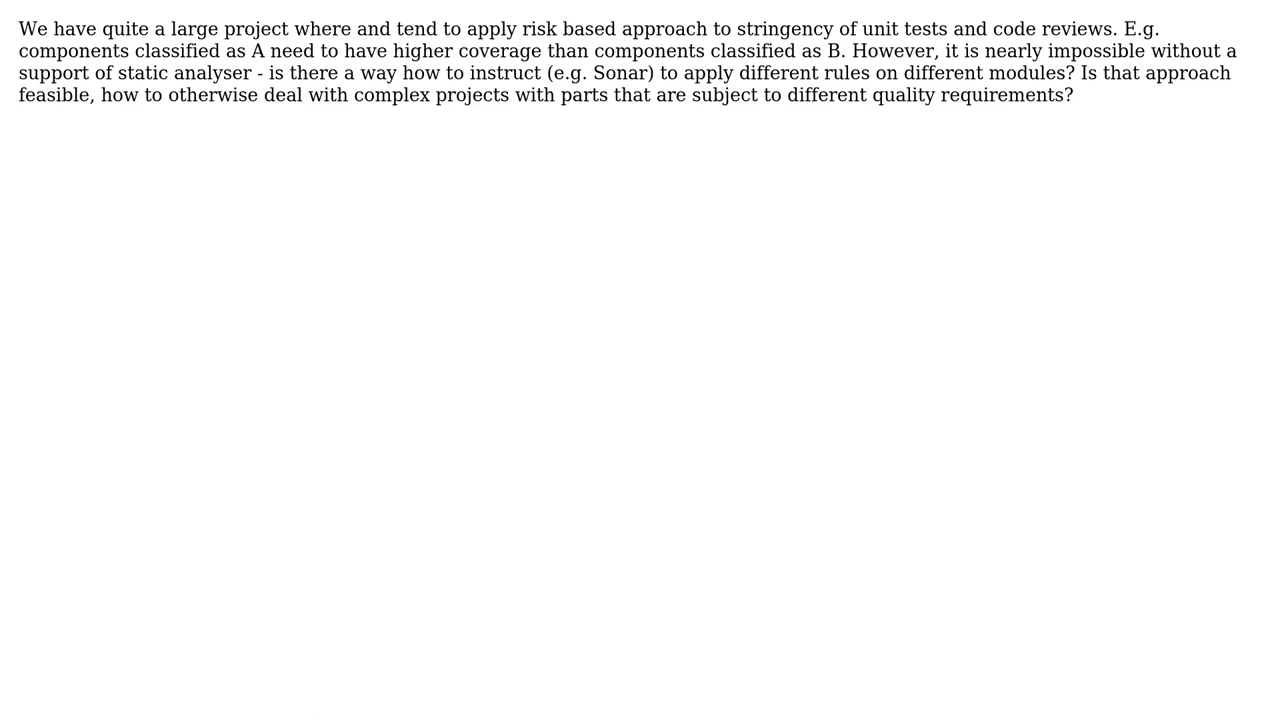 We have quite a large project where and tend to apply risk based approach to stringency of unit tests and code reviews. E.g.
components classified as A need to have higher coverage than components classified as B. However, it is nearly impossible without a
support of static analyser - is there a way how to instruct (e.g. Sonar) to apply different rules on different modules? Is that approach
feasible, how to otherwise deal with complex projects with parts that are subject to different quality requirements?